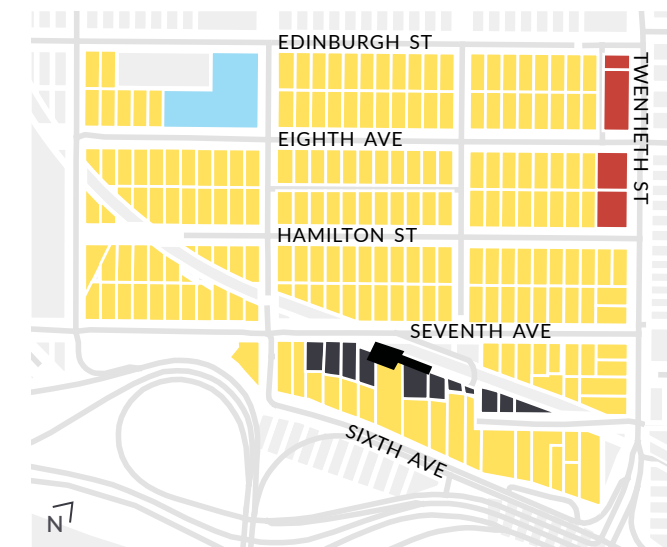 EDINBURGH ST
TWENTIETH ST
EIGHTH AVE
HAMILTON ST
SEVENTH AVE
SIXTH AVE
N